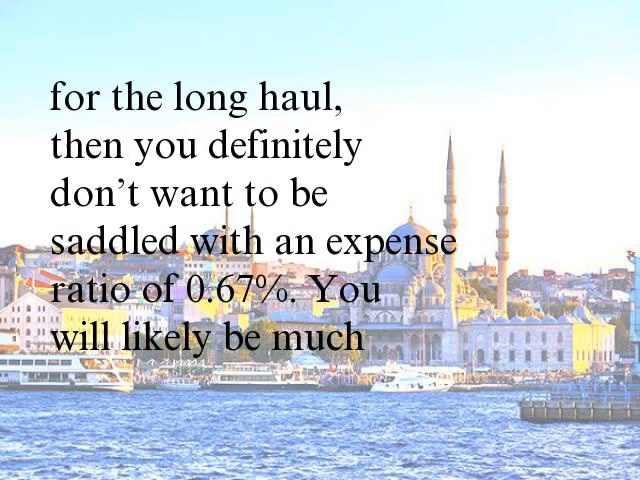 for the long haul,
then you definitely
don’t want to be
saddled with an expense
ratio of 0.67%. You
will likely be much